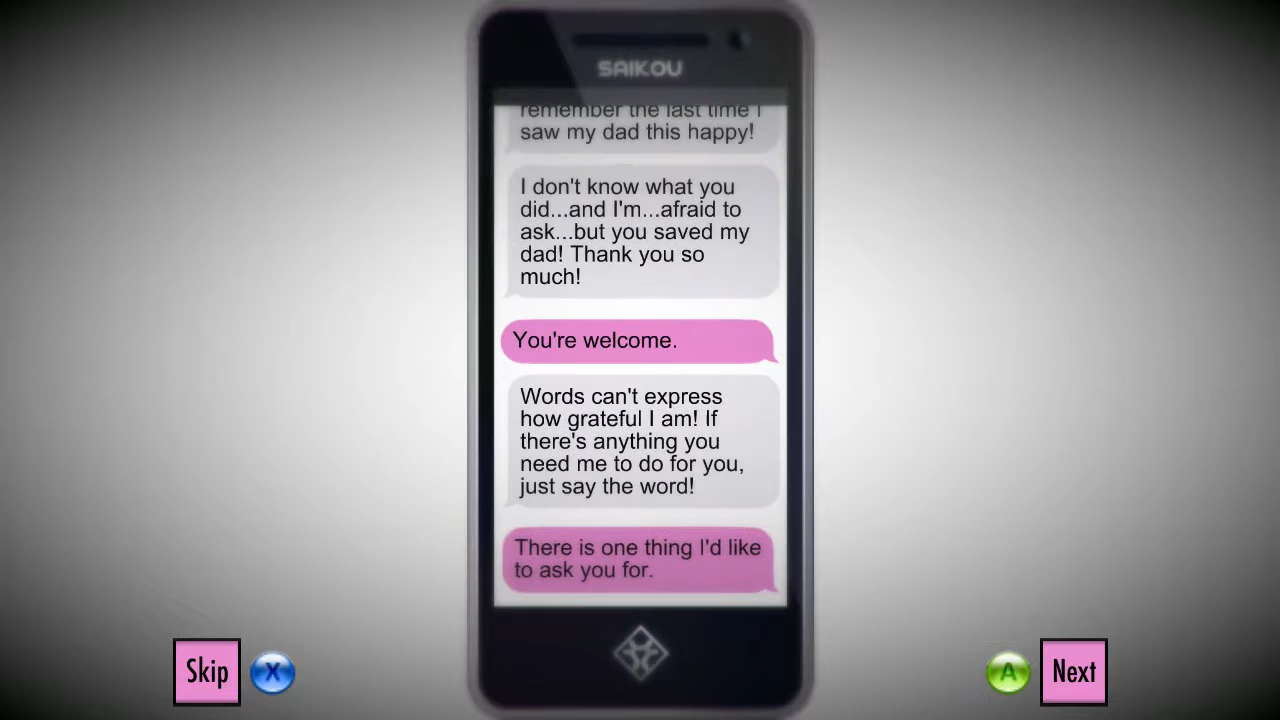 SAIKOU
remember the last time I
saw my dad this happy!
I don't know what you
did...and I'm...afraid to
ask...but you saved my
dad! Thank you so
much!
You're welcome.
Words can't express
how grateful I am! If
there's anything you
need me to do for you,
just say the word!
There is one thing I'd like
to ask you for.
Skip X
A Next